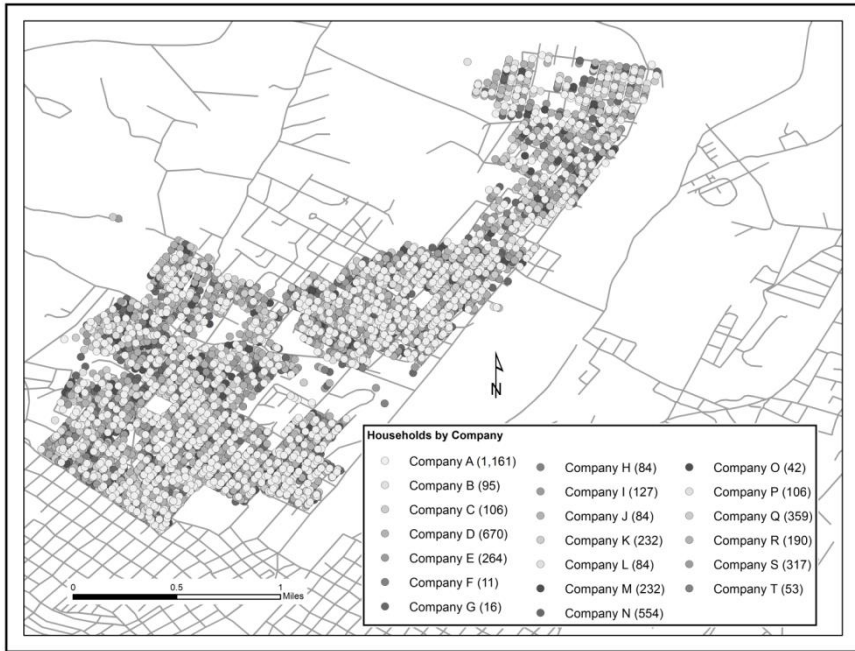 N
Households by Company
Company A (1,161)
Company B (95)
Company C (106)
Company D (670)
Company E (264)
Company F (11)
Company G (16)
Company H (84)
Company I (127)
Company J (84)
Company K (232)
Company L (84)
Company M (232)
Company N (554)
Company O (42)
Company P (106)
Company Q (359)
Company R (190)
Company S (317)
Company T (53)
0 0.5 1
Miles